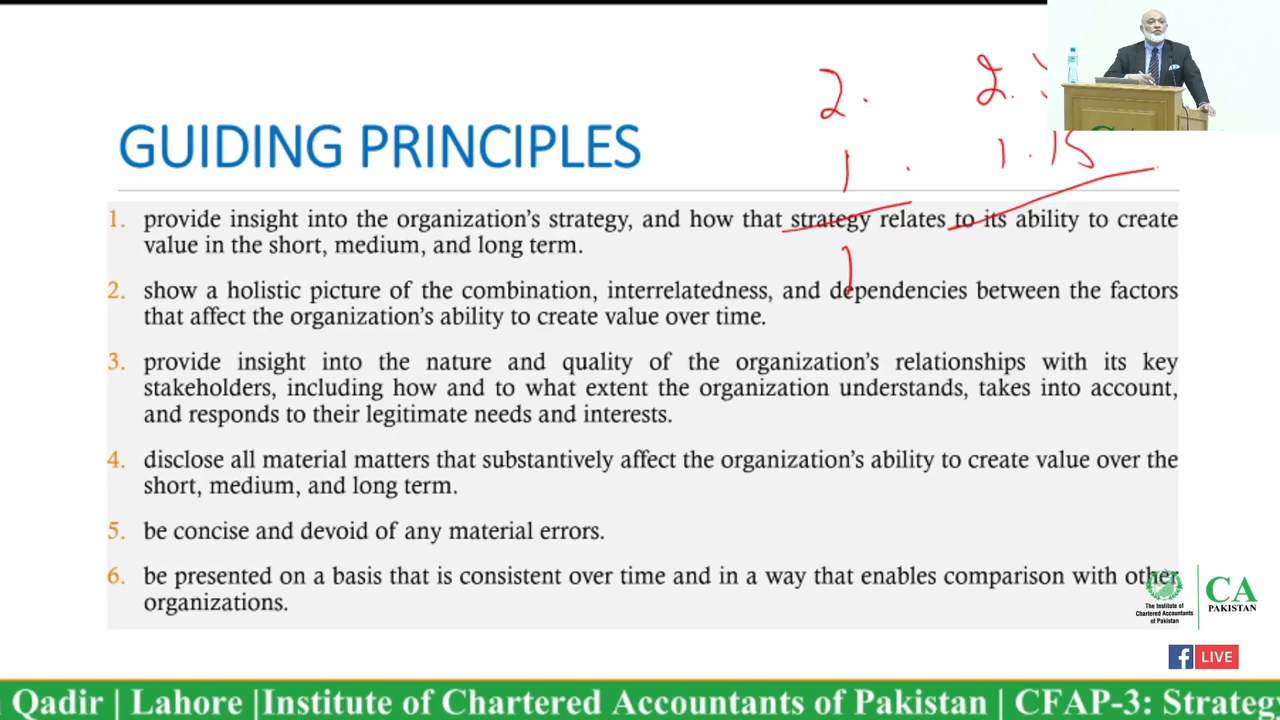 2. 2.
GUIDING PRINCIPLES
1. 1.15
1. provide insight into the organization's strategy, and how that strategy relates to its ability to create
value in the short, medium, and long term.
1
2. show a holistic picture of the combination, interrelatedness, and dependencies between the factors
that affect the organization's ability to create value over time.
3. provide insight into the nature and quality of the organization's relationships with its key
stakeholders, including how and to what extent the organization understands, takes into account,
and responds to their legitimate needs and interests.
4. disclose all material matters that substantively affect the organization's ability to create value over the
short, medium, and long term.
5. be concise and devoid of any material errors.
6. be presented on a basis that is consistent over time and in a way that enables comparison with other
organizations.
The Institute of
Chartered Accountants
of Pakistan
CA
PAKISTAN
f LIVE
Qadir | Lahore |Institute of Chartered Accountants of Pakistan | CFAP-3: Strateg